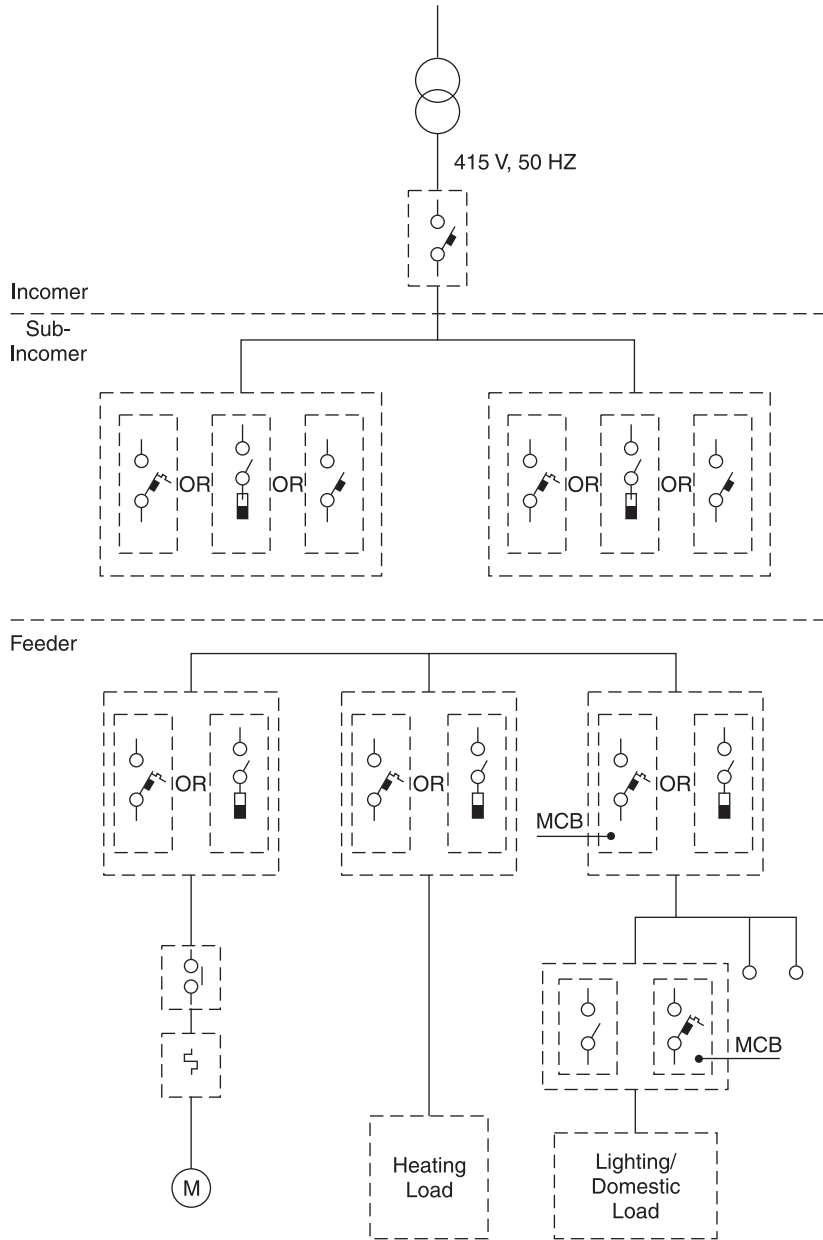 415 V, 50 HZ
Incomer
Sub-
Incomer
OR OR
OR OR
Feeder
OR
OR
OR
MCB
MCB
M
Heating
Load
Lighting/
Domestic
Load